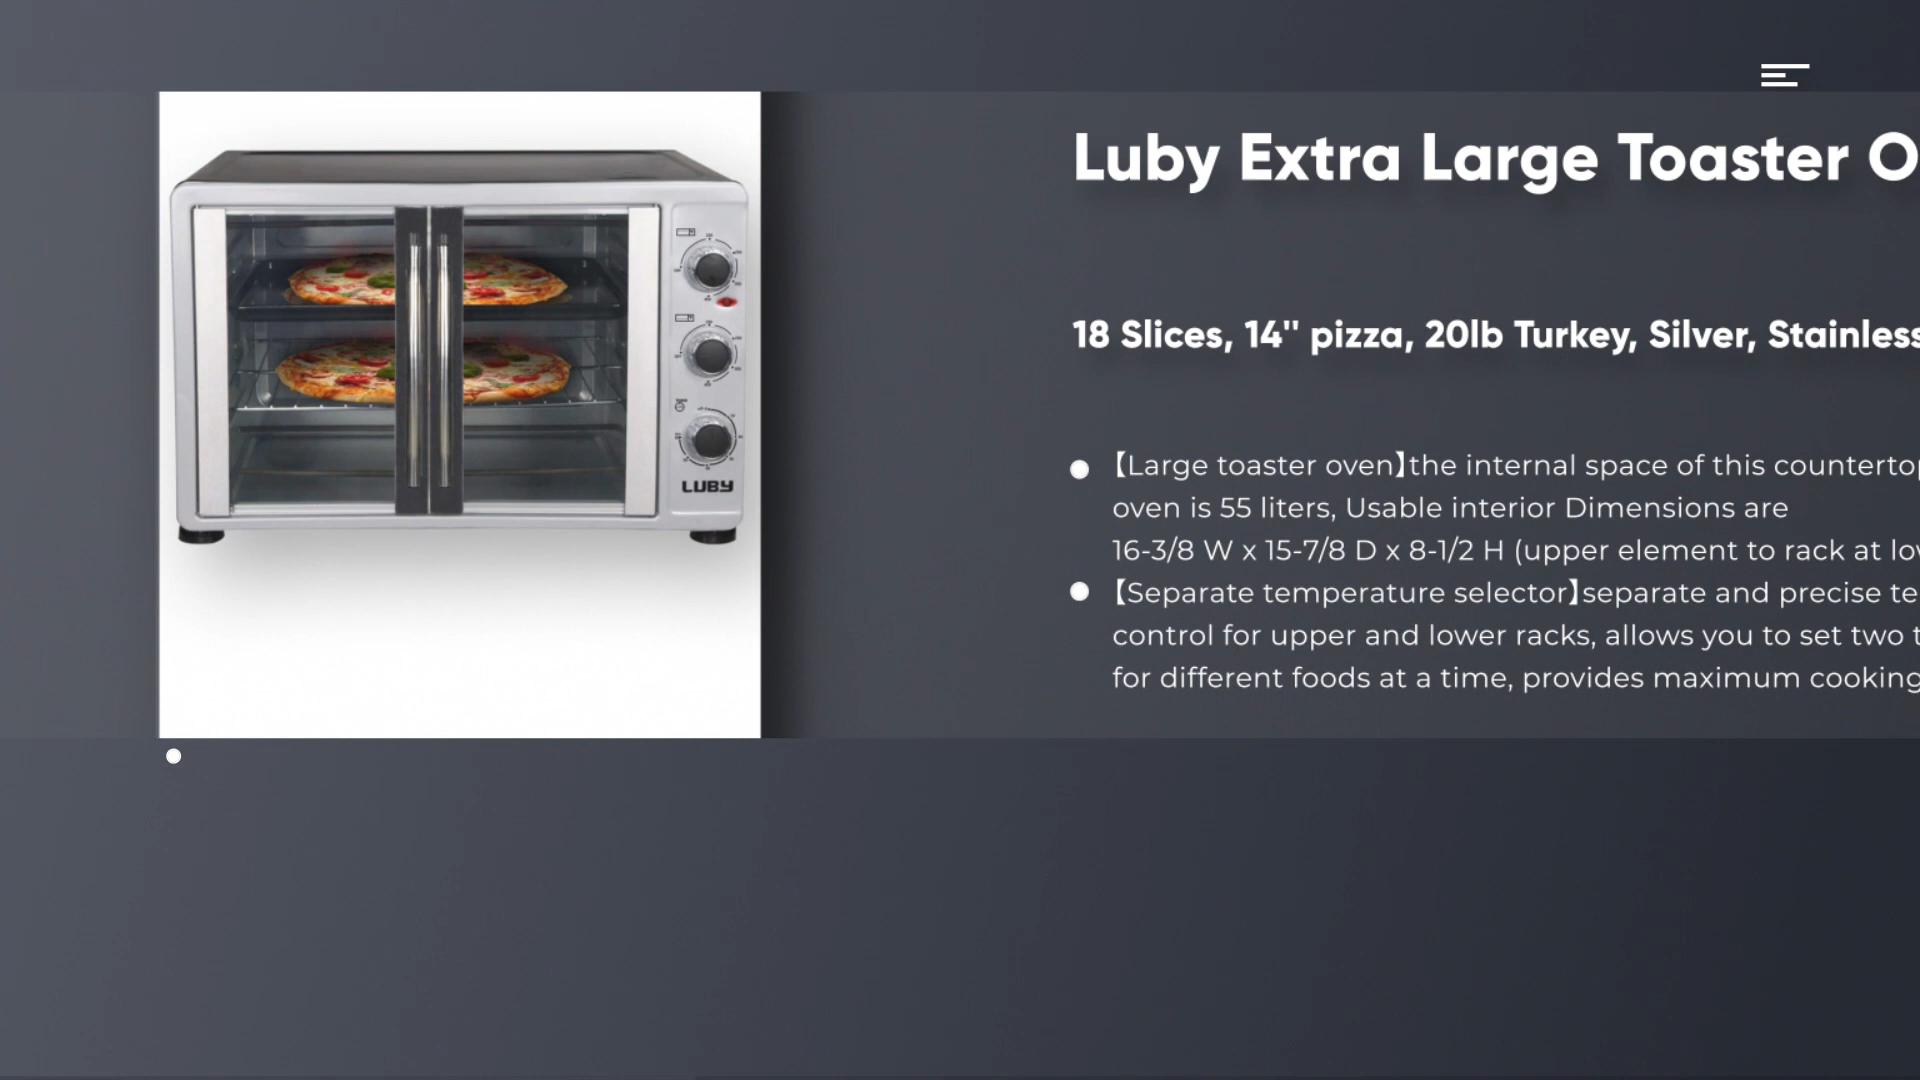 Luby Extra Large Toaster O
18 Slices, 14'' pizza, 20lb Turkey, Silver, Stainless
【Large toaster oven】the internal space of this countertop
oven is 55 liters, Usable interior Dimensions are
16-3/8 W x 15-7/8 D x 8-1/2 H (upper element to rack at lo
【Separate temperature selector】separate and precise te
control for upper and lower racks, allows you to set two t
for different foods at a time, provides maximum cooking
LUBY